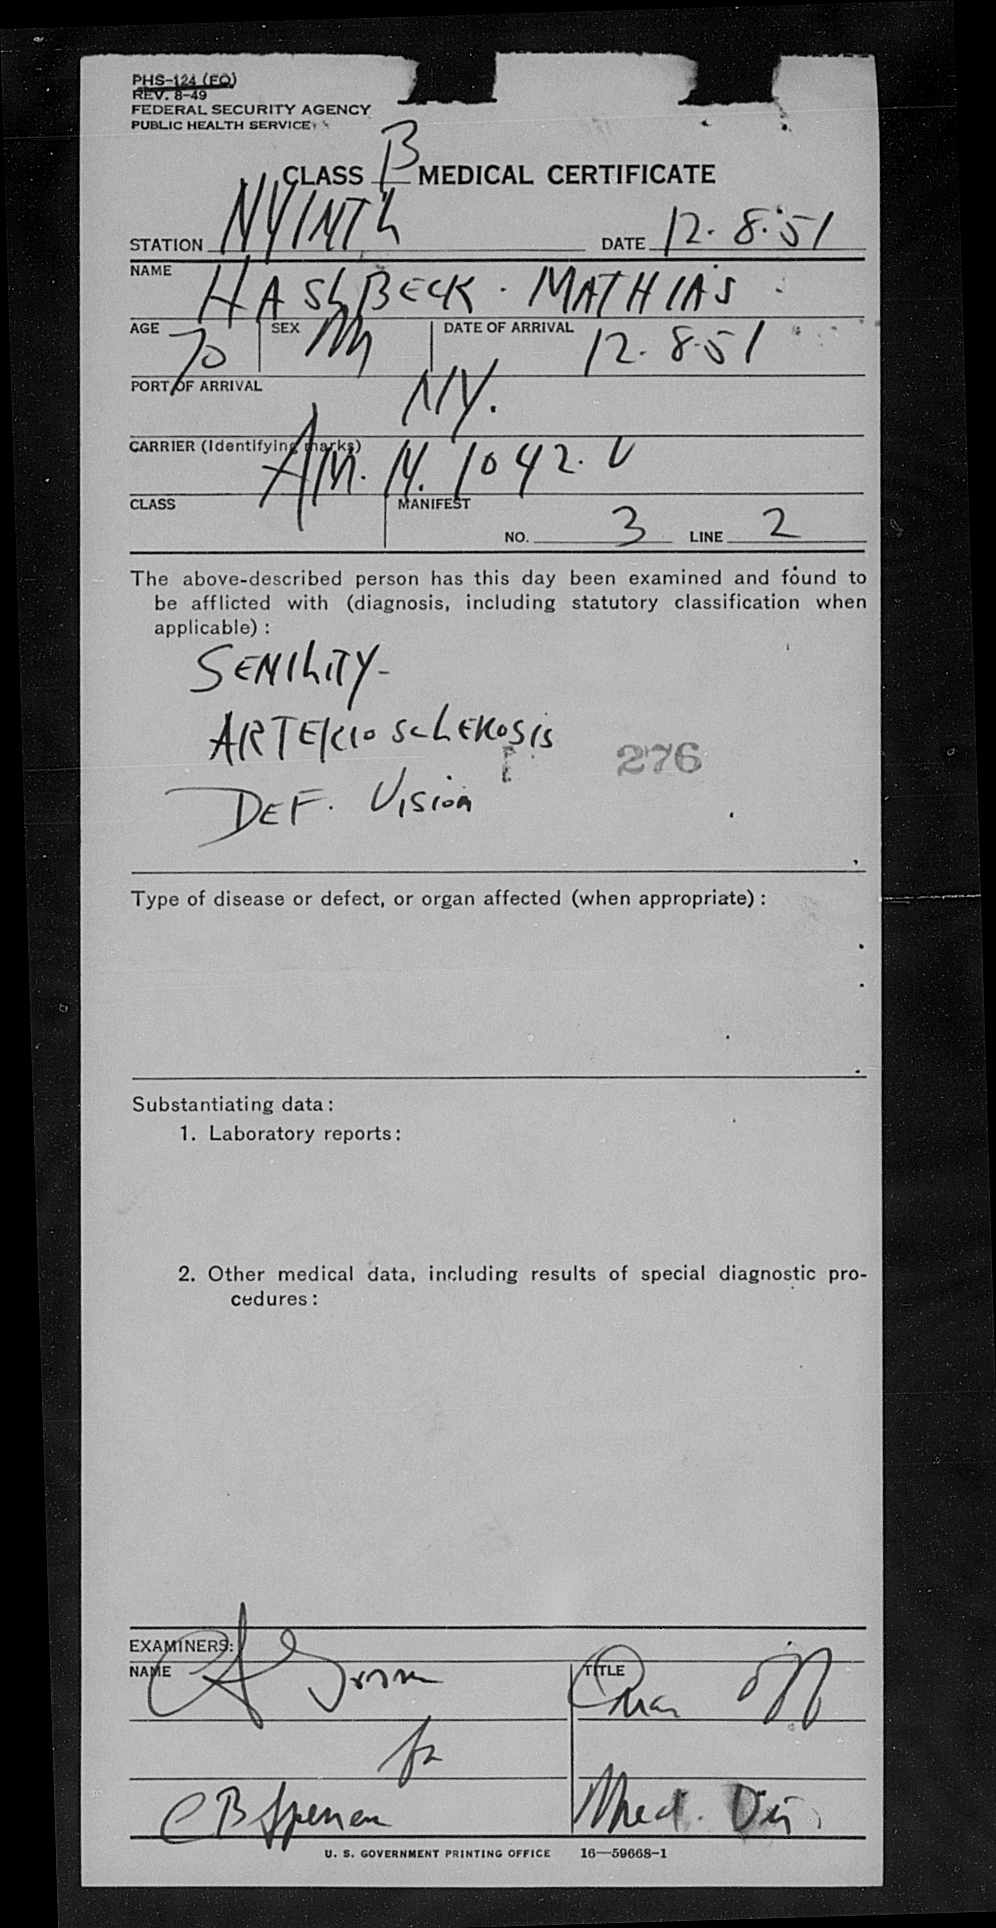 PHS-124 (FQ)
REV. 8-49
FEDERAL SECURITY AGENCY
PUBLIC HEALTH SERVICE
CLASS B MEDICAL CERTIFICATE
STATION NYINTL DATE 12.8.51
NAME HASLBECK. MATHIAS
AGE 70 SEX M DATE OF ARRIVAL 12.8.51
PORT OF ARRIVAL NY.
CARRIER (Identifying marks) AM. N. 1042. V
CLASS MANIFEST
NO. 3 LINE 2
The above-described person has this day been examined and found to
be afflicted with (diagnosis, including statutory classification when
applicable) :
SENILITY-
ARTERIO SCLEROSIS
276
DEF. VISION
Type of disease or defect, or organ affected (when appropriate) :
Substantiating data :
1. Laboratory reports :
2. Other medical data, including results of special diagnostic pro-
cedures :
EXAMINERS:
NAME TITLE
for
C B Spencer Med. Dir.
U. S. GOVERNMENT PRINTING OFFICE 16—59668-1